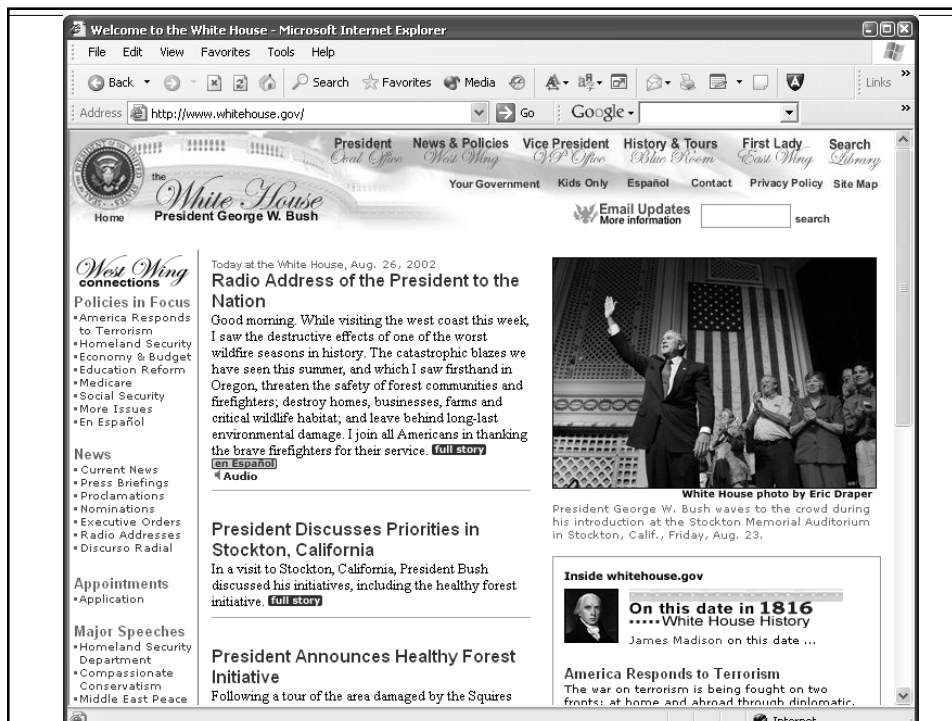 Welcome to the White House - Microsoft Internet Explorer
File Edit View Favorites Tools Help
Back Search Favorites Media Links »
Address http://www.whitehouse.gov/ Go Google »
President News & Policies Vice President History & Tours First Lady Search
Oval Office West Wing VP Office Blue Room East Wing Library
Your Government Kids Only Español Contact Privacy Policy Site Map
the
White House
President George W. Bush
Home
Email Updates
More information
search
West Wing
connections
Policies in Focus
▪America Responds
to Terrorism
▪Homeland Security
▪Economy & Budget
▪Education Reform
▪Medicare
▪Social Security
▪More Issues
▪En Español
News
▪Current News
▪Press Briefings
▪Proclamations
▪Nominations
▪Executive Orders
▪Radio Addresses
▪Discurso Radial
Appointments
▪Application
Major Speeches
▪Homeland Security
Department
▪Compassionate
Conservatism
▪Middle East Peace
Today at the White House, Aug. 26, 2002
Radio Address of the President to the
Nation
Good morning. While visiting the west coast this week,
I saw the destructive effects of one of the worst
wildfire seasons in history. The catastrophic blazes we
have seen this summer, and which I saw firsthand in
Oregon, threaten the safety of forest communities and
firefighters; destroy homes, businesses, farms and
critical wildlife habitat; and leave behind long-last
environmental damage. I join all Americans in thanking
the brave firefighters for their service. full story
en Español
Audio
President Discusses Priorities in
Stockton, California
In a visit to Stockton, California, President Bush
discussed his initiatives, including the healthy forest
initiative. full story
President Announces Healthy Forest
Initiative
Following a tour of the area damaged by the Squires
White House photo by Eric Draper
President George W. Bush waves to the crowd during
his introduction at the Stockton Memorial Auditorium
in Stockton, Calif., Friday, Aug. 23.
Inside whitehouse.gov
On this date in 1816
White House History
James Madison on this date ...
America Responds to Terrorism
The war on terrorism is being fought on two
fronts: at home and abroad through diplomatic,
Internet